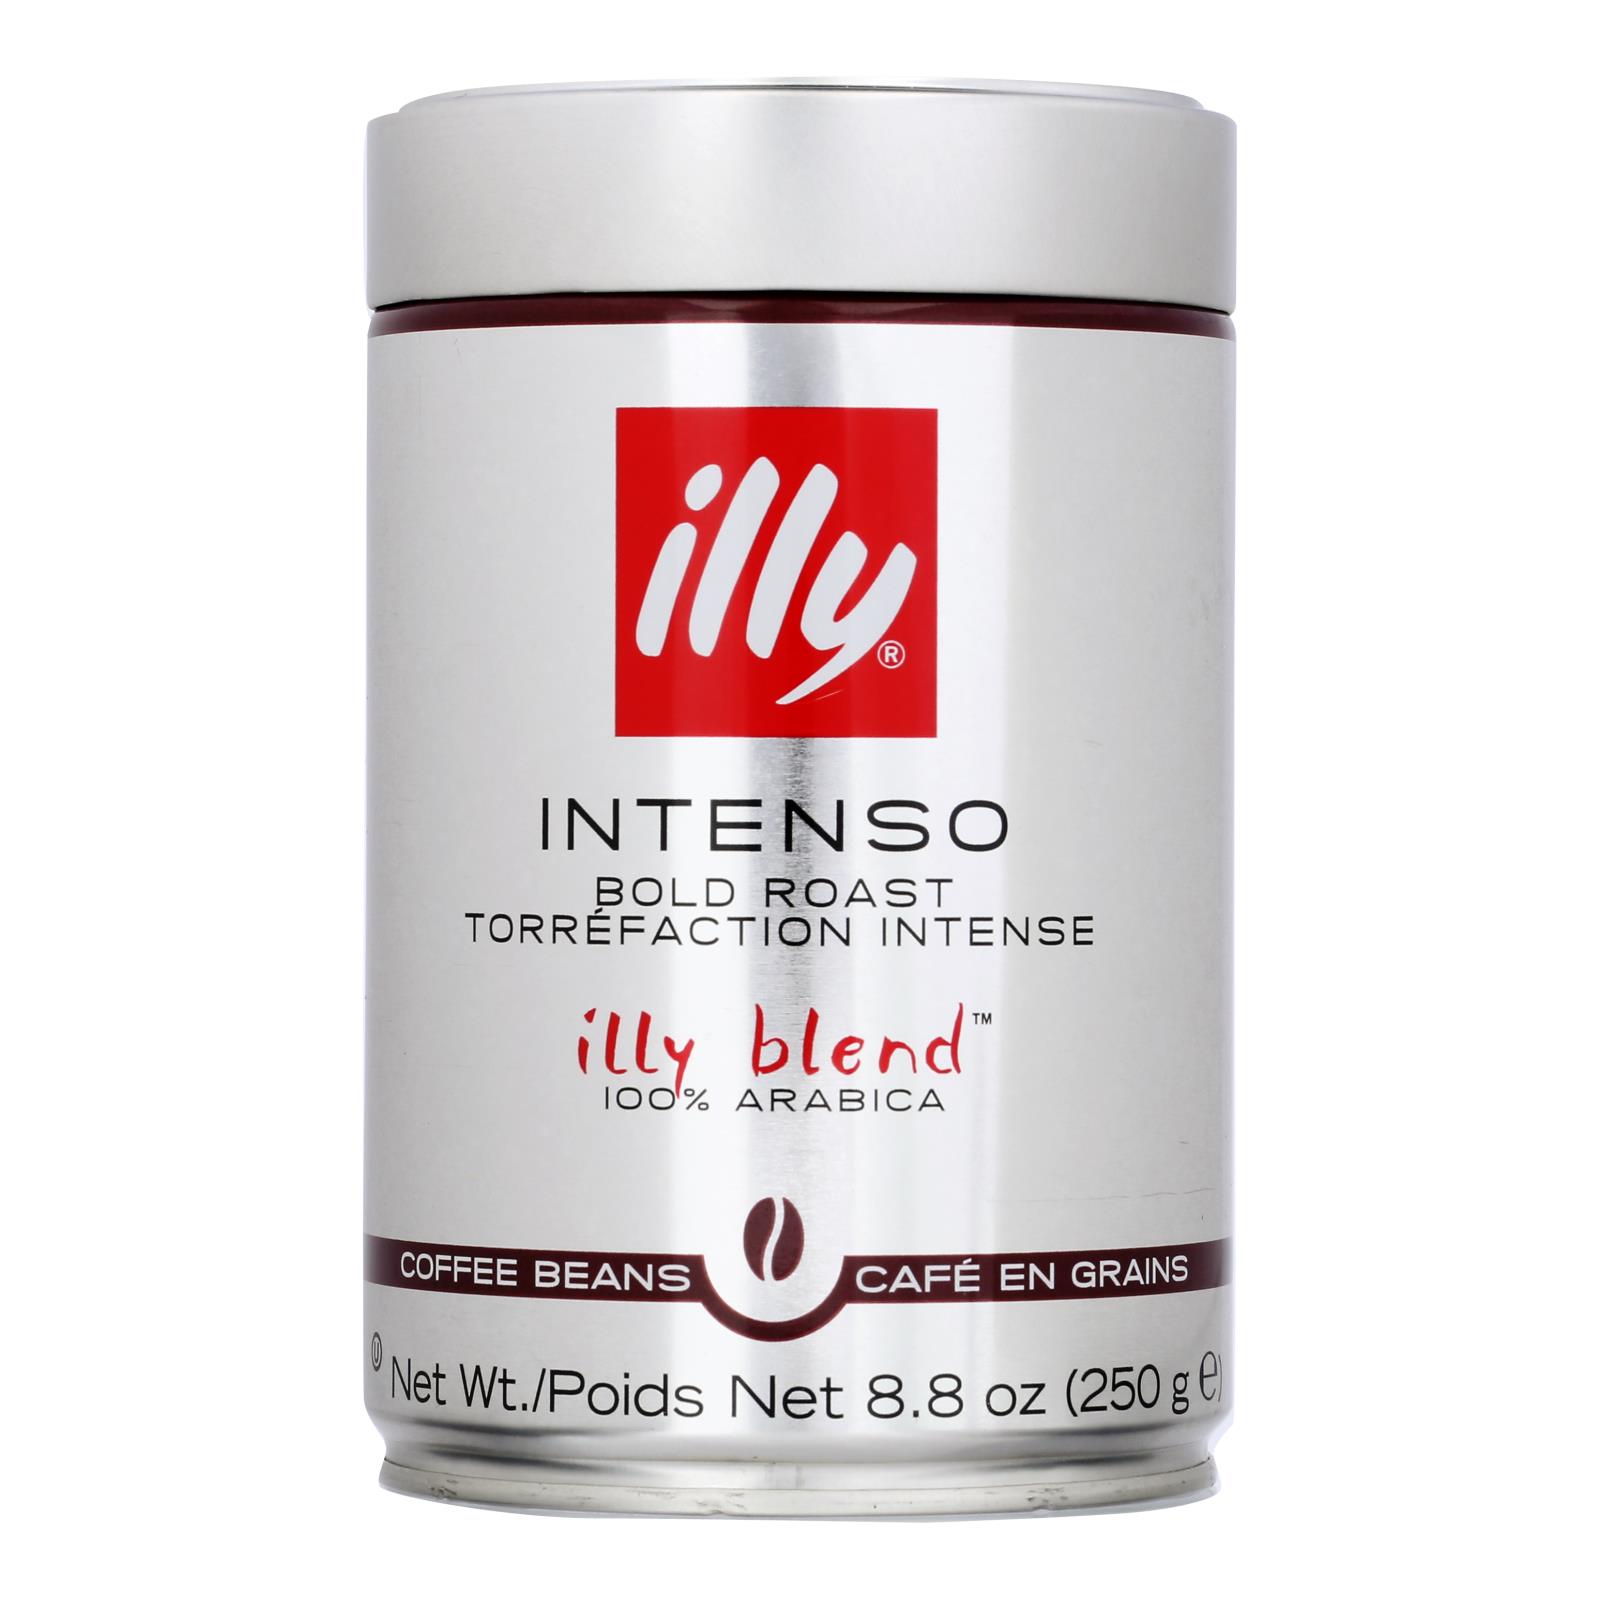 illy®
INTENSO
BOLD ROAST
TORRÉFACTION INTENSE
illy blend™
100% ARABICA
COFFEE BEANS CAFÉ EN GRAINS
Ⓤ Net Wt./Poids Net 8.8 oz (250 g ℮)